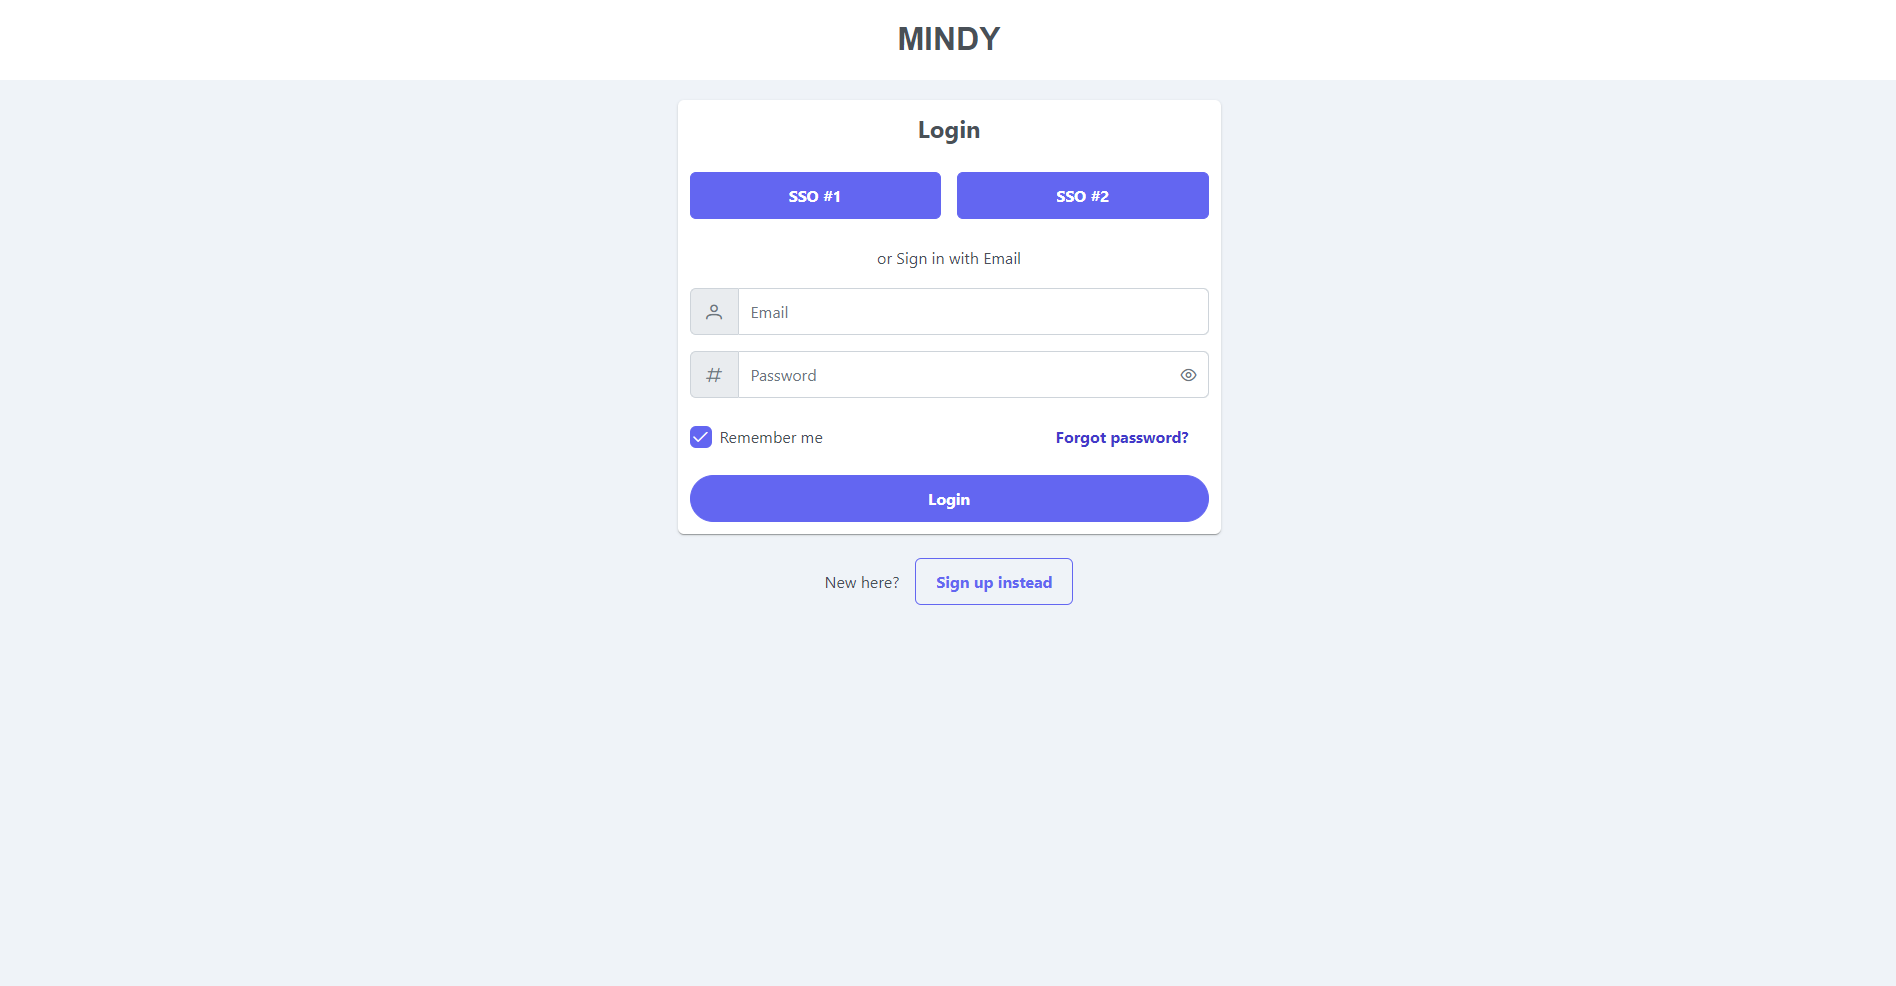 MINDY
Login
SSO #1 SSO #2
or Sign in with Email
Email
Password
Remember me Forgot password?
Login
New here? Sign up instead